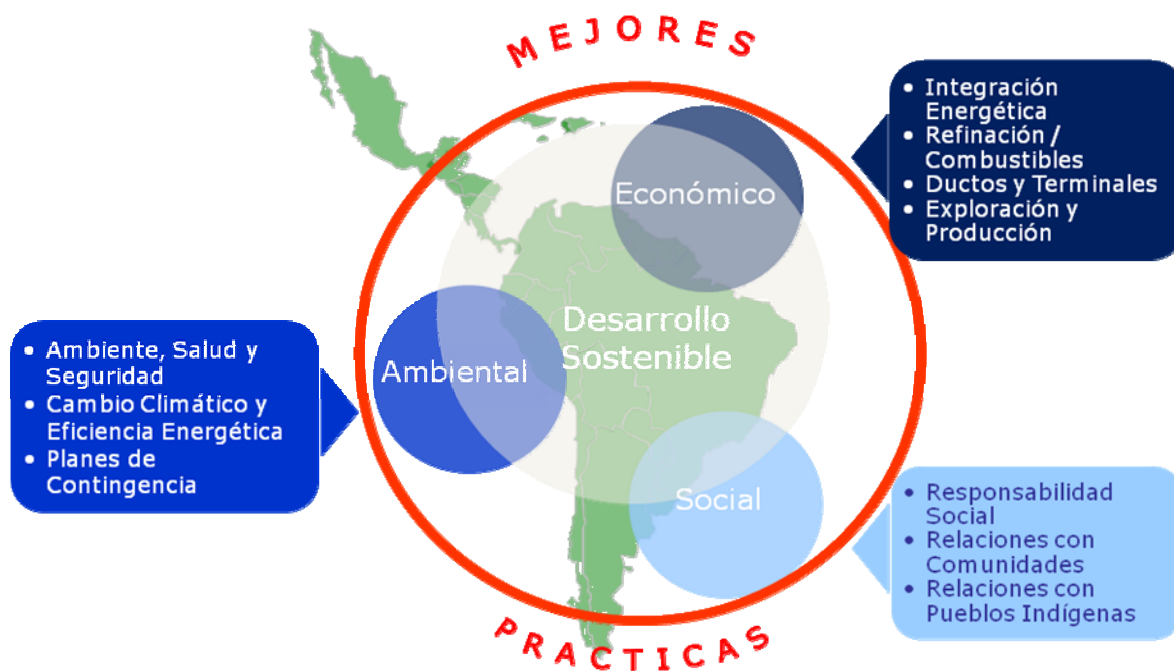 MEJORES
• Integración
Energética
• Refinación /
Combustibles
• Ductos y Terminales
• Exploración y
Producción
Económico
Desarrollo
Sostenible
Ambiental
• Ambiente, Salud y
Seguridad
• Cambio Climático y
Eficiencia Energética
• Planes de
Contingencia
Social
• Responsabilidad
Social
• Relaciones con
Comunidades
• Relaciones con
Pueblos Indígenas
PRACTICAS